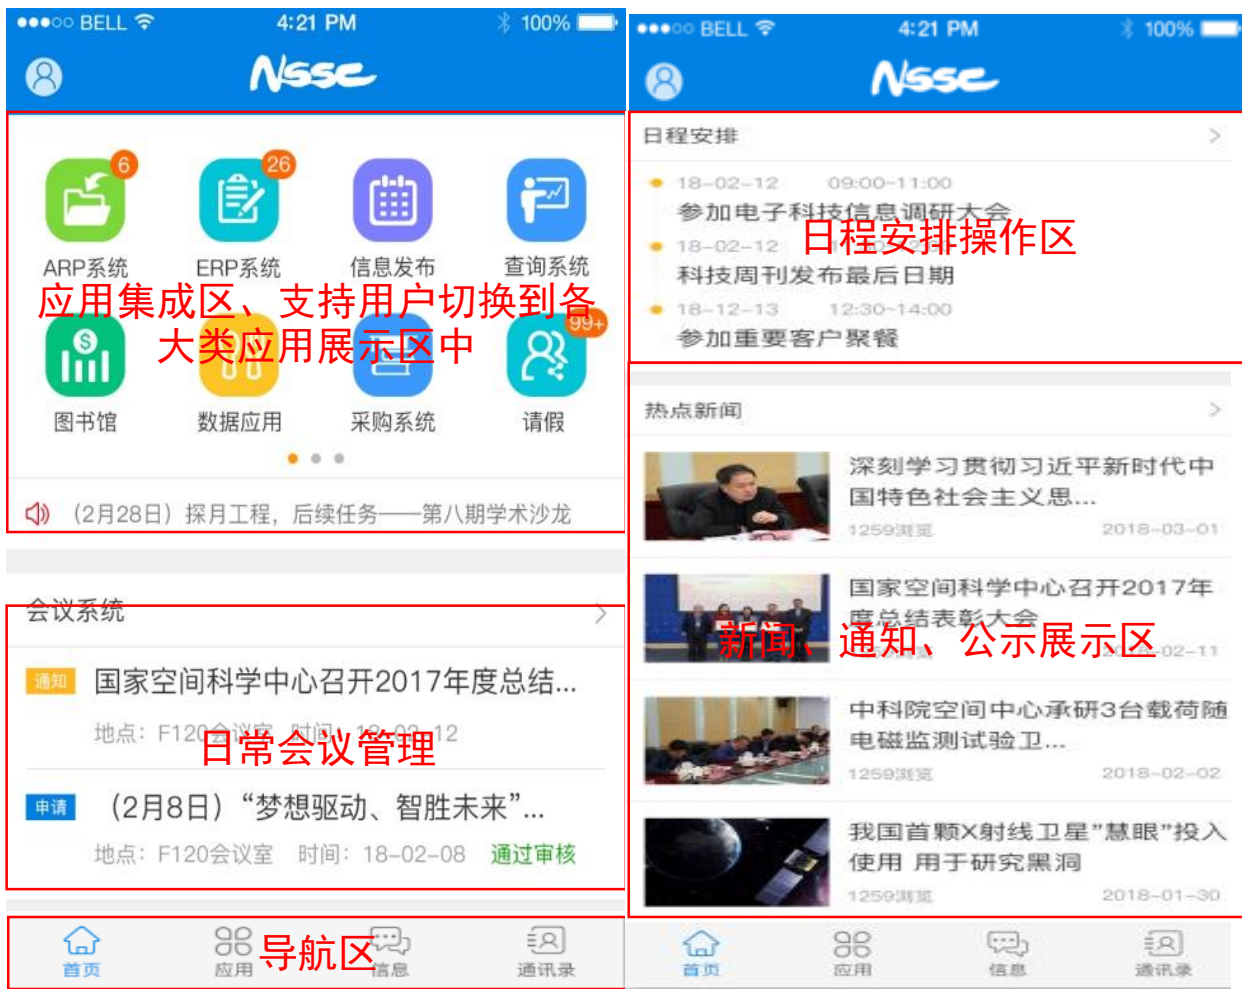 BELL
4:21 PM
100%
Nssc
6
26
ARP系统
ERP系统
信息发布
查询系统
应用集成区、支持用户切换到各
大类应用展示区中
99+
图书馆
数据应用
采购系统
请假
(2月28日) 探月工程，后续任务——第八期学术沙龙
会议系统
通知
国家空间科学中心召开2017年度总结...
地点：F120会议室 时间：18-02-12
日常会议管理
申请
(2月8日) “梦想驱动、智胜未来”...
地点：F120会议室 时间：18-02-08 通过审核
导航区
首页
应用
信息
通讯录
BELL
4:21 PM
100%
Nssc
日程安排
18-02-12 09:00-11:00
参加电子科技信息调研大会
日程安排操作区
18-02-12
科技周刊发布最后日期
18-12-13 12:30-14:00
参加重要客户聚餐
热点新闻
深刻学习贯彻习近平新时代中
国特色社会主义思...
1259浏览 2018-03-01
国家空间科学中心召开2017年
度总结表彰大会
新闻、通知、公示展示区
2018-02-11
中科院空间中心承研3台载荷随
电磁监测试验卫...
1259浏览 2018-02-02
我国首颗X射线卫星”慧眼”投入
使用 用于研究黑洞
1259浏览 2018-01-30
首页
应用
信息
通讯录